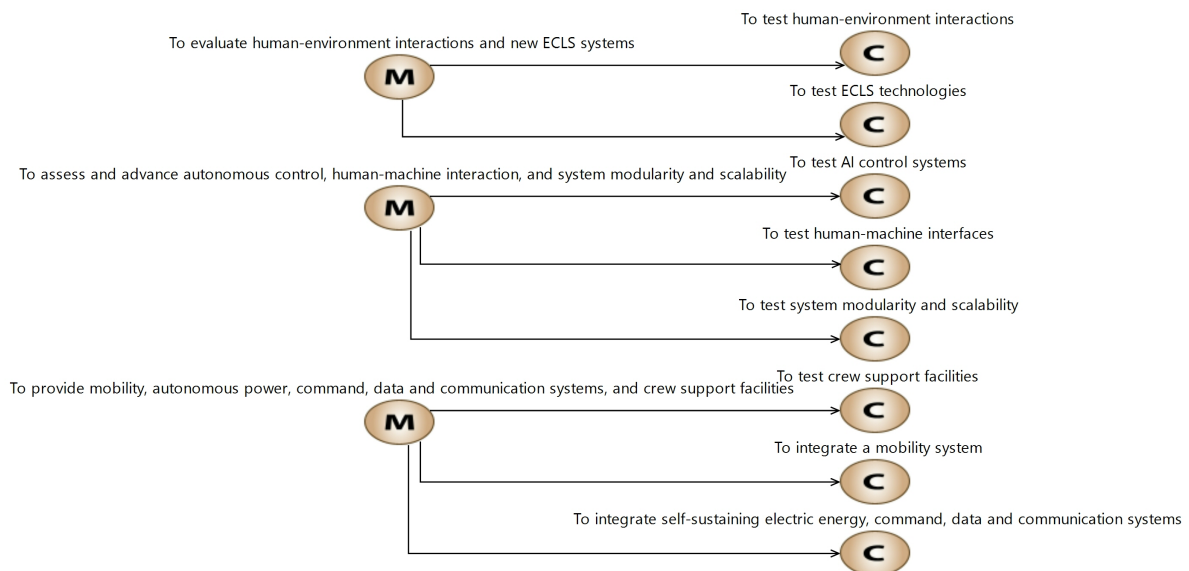 To test human-environment interactions
To evaluate human-environment interactions and new ECLS systems
C
M
To test ECLS technologies
C
To test AI control systems
To assess and advance autonomous control, human-machine interaction, and system modularity and scalability
C
M
To test human-machine interfaces
C
To test system modularity and scalability
C
To test crew support facilities
To provide mobility, autonomous power, command, data and communication systems, and crew support facilities
C
M
To integrate a mobility system
C
To integrate self-sustaining electric energy, command, data and communication systems
C